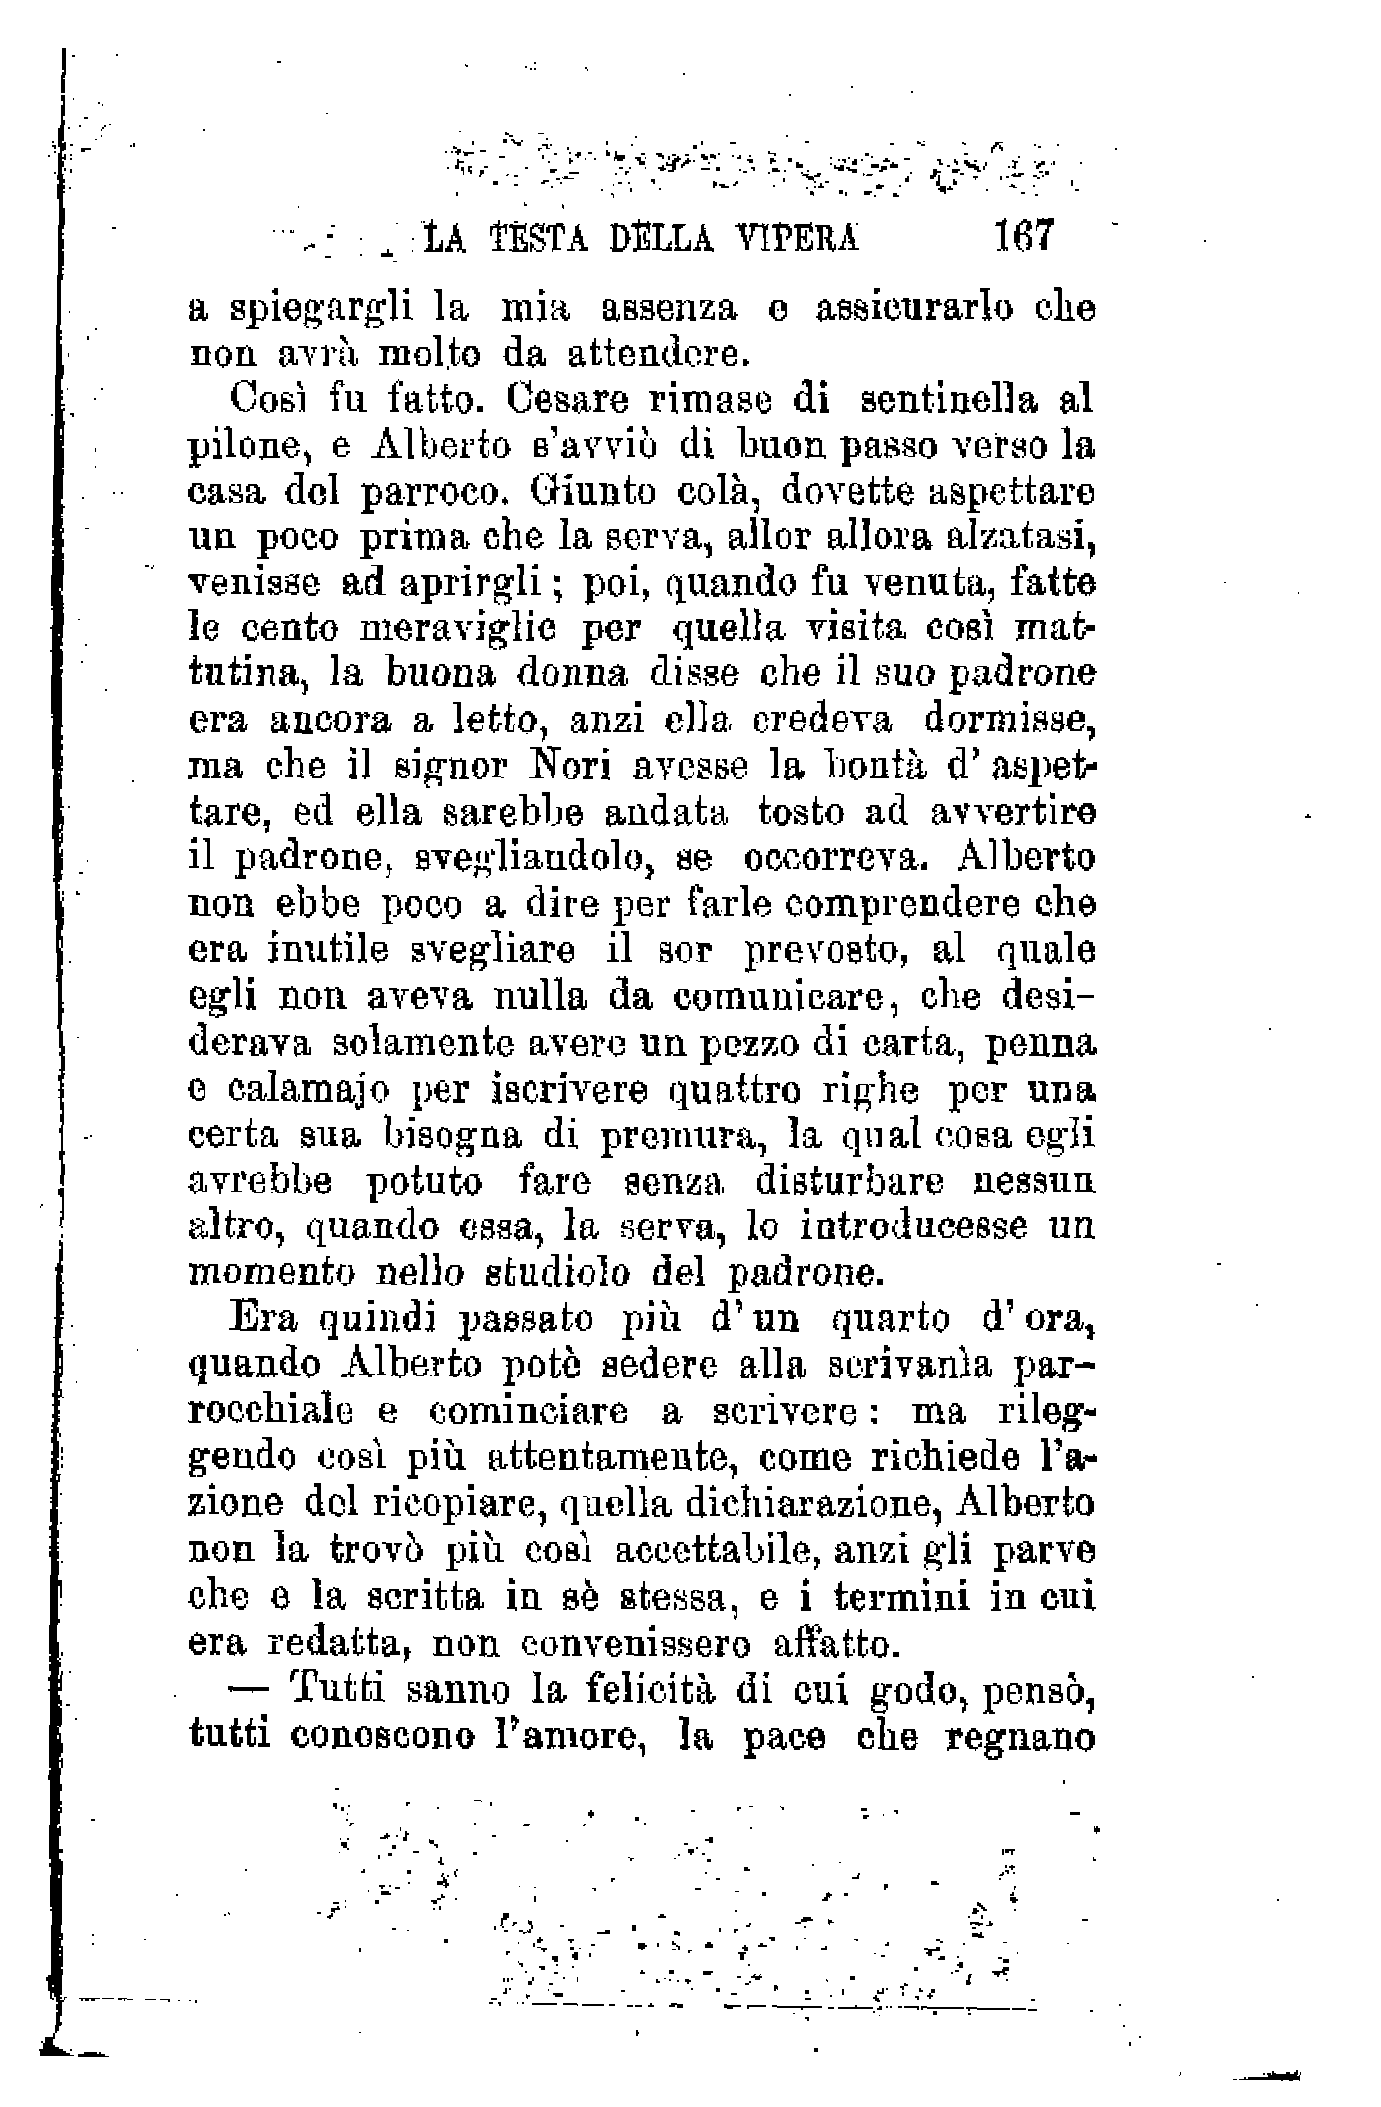 LA TESTA DELLA VIPERA 167
a spiegargli la mia assenza e assicurarlo che
non avrà molto da attendere.
Così fu fatto. Cesare rimase di sentinella al
pilone, e Alberto s'avviò di buon passo verso la
casa del parroco. Giunto colà, dovette aspettare
un poco prima che la serva, allor allora alzatasi,
venisse ad aprirgli; poi, quando fu venuta, fatte
le cento meraviglie per quella visita così mat-
tutina, la buona donna disse che il suo padrone
era ancora a letto, anzi ella credeva dormisse,
ma che il signor Nori avesse la bontà d' aspet-
tare, ed ella sarebbe andata tosto ad avvertire
il padrone, svegliandolo, se occorreva. Alberto
non ebbe poco a dire per farle comprendere che
era inutile svegliare il sor prevosto, al quale
egli non aveva nulla da comunicare, che desi-
derava solamente avere un pezzo di carta, penna
e calamajo per iscrivere quattro righe per una
certa sua bisogna di premura, la qual cosa egli
avrebbe potuto fare senza disturbare nessun
altro, quando essa, la serva, lo introducesse un
momento nello studiolo del padrone.
Era quindi passato più d' un quarto d' ora,
quando Alberto potè sedere alla scrivanìa par-
rocchiale e cominciare a scrivere: ma rileg-
gendo così più attentamente, come richiede l'a-
zione del ricopiare, quella dichiarazione, Alberto
non la trovò più così accettabile, anzi gli parve
che e la scritta in sè stessa, e i termini in cui
era redatta, non convenissero affatto.
— Tutti sanno la felicità di cui godo, pensò,
tutti conoscono l'amore, la pace che regnano